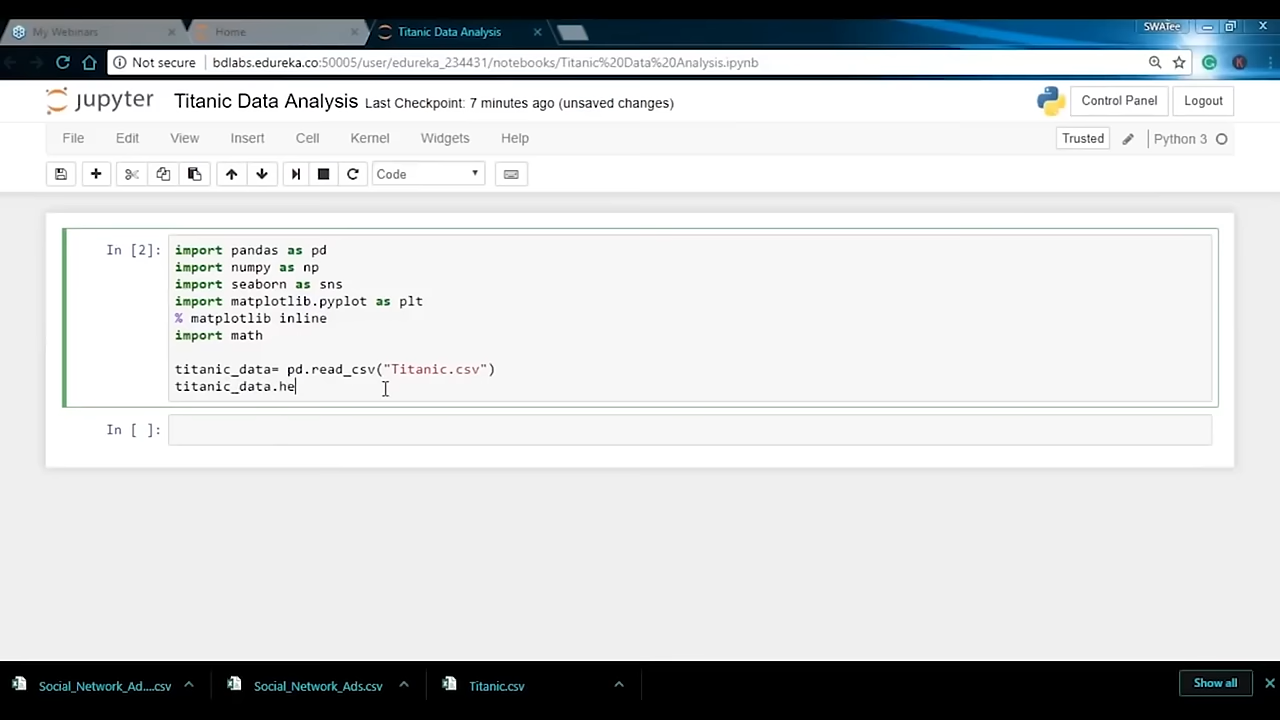 My Webinars
Home
Titanic Data Analysis
SWATee
Not secure
bdlabs.edureka.co:50005/user/edureka_234431/notebooks/Titanic%20Data%20Analysis.ipynb
K
jupyter
Titanic Data Analysis
Last Checkpoint: 7 minutes ago (unsaved changes)
Control Panel
Logout
File
Edit
View
Insert
Cell
Kernel
Widgets
Help
Trusted
Python 3
Code
In [2]:
import pandas as pd
import numpy as np
import seaborn as sns
import matplotlib.pyplot as plt
% matplotlib inline
import math
titanic_data= pd.read_csv("Titanic.csv")
titanic_data.he
In [ ]:
Social_Network_Ad....csv
Social_Network_Ads.csv
Titanic.csv
Show all